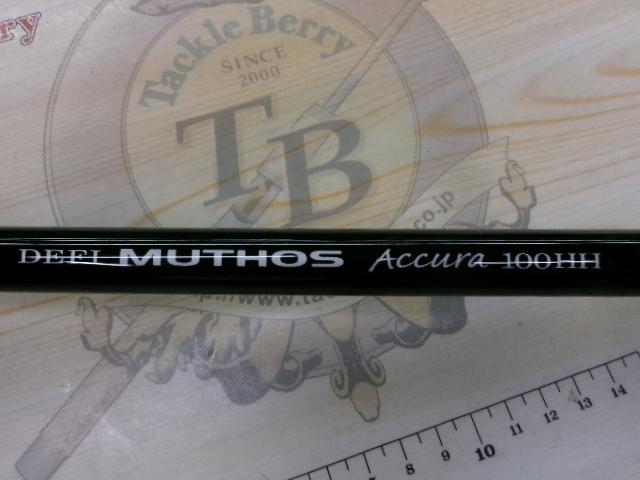 ry
Tackle Berry
SINCE
2000
TB
co.jp
DEFI MUTHOS Accura 100HH
7 8 9 10 11 12 13 14